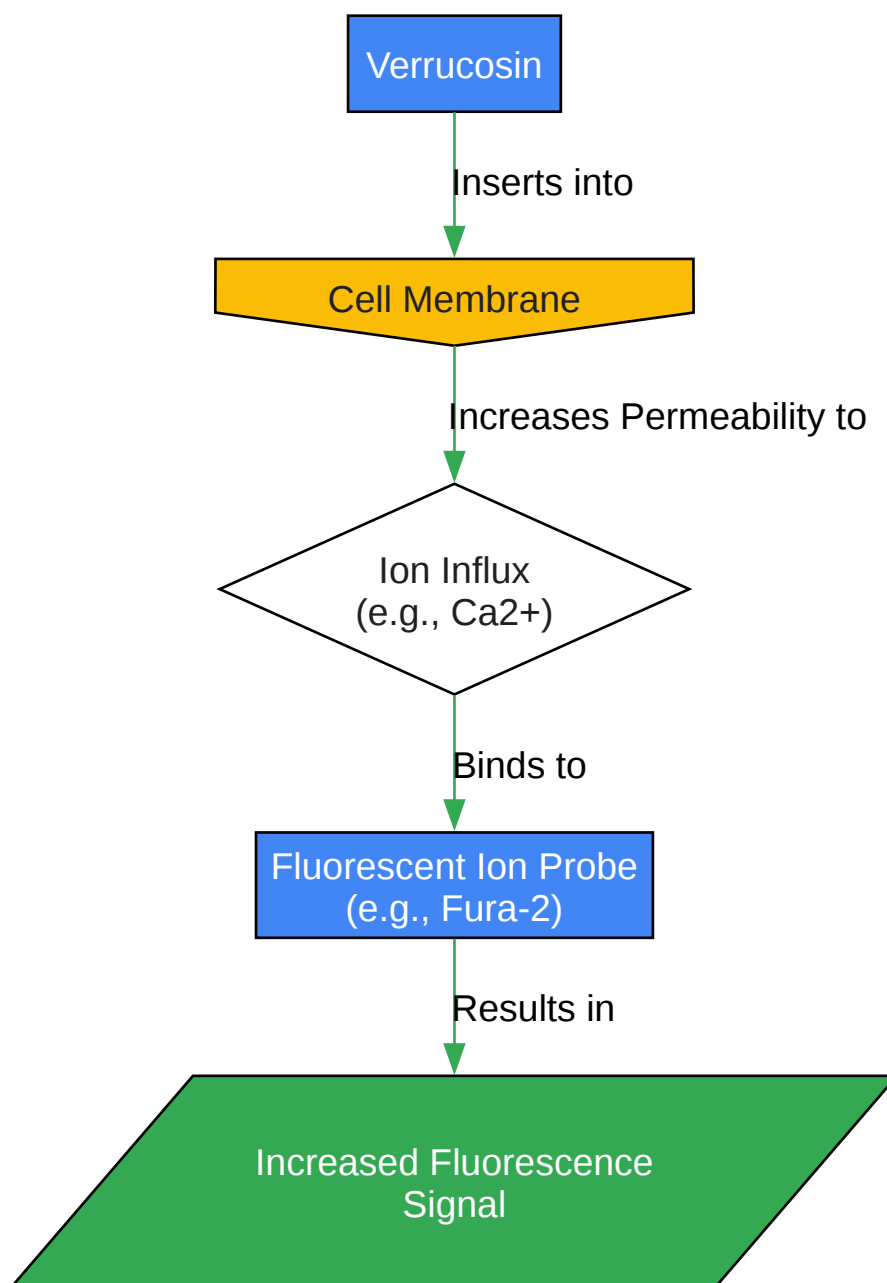 Verrucosin
Inserts into
Cell Membrane
Increases Permeability to
Ion Influx
(e.g., Ca2+)
Binds to
Fluorescent Ion Probe
(e.g., Fura-2)
Results in
Increased Fluorescence
Signal